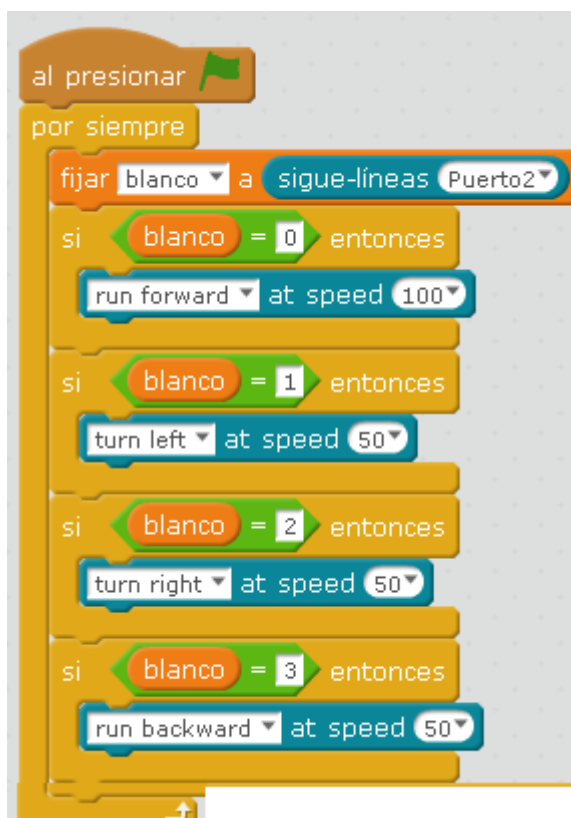 al presionar
por siempre
fijar blanco a sigue-líneas Puerto2
si blanco = 0 entonces
run forward at speed 100
si blanco = 1 entonces
turn left at speed 50
si blanco = 2 entonces
turn right at speed 50
si blanco = 3 entonces
run backward at speed 50